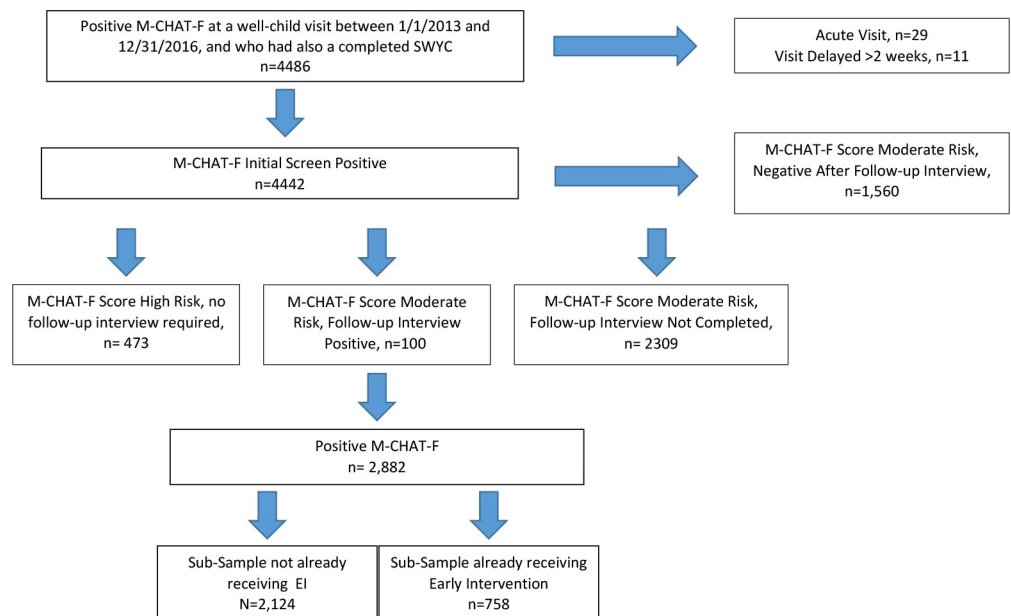 Positive M-CHAT-F at a well-child visit between 1/1/2013 and
12/31/2016, and who had also a completed SWYC
n=4486
Acute Visit, n=29
Visit Delayed >2 weeks, n=11
M-CHAT-F Initial Screen Positive
n=4442
M-CHAT-F Score Moderate Risk,
Negative After Follow-up Interview,
n=1,560
M-CHAT-F Score High Risk, no
follow-up interview required,
n= 473
M-CHAT-F Score Moderate
Risk, Follow-up Interview
Positive, n=100
M-CHAT-F Score Moderate Risk,
Follow-up Interview Not Completed,
n= 2309
Positive M-CHAT-F
n= 2,882
Sub-Sample not already
receiving EI
N=2,124
Sub-Sample already receiving
Early Intervention
n=758